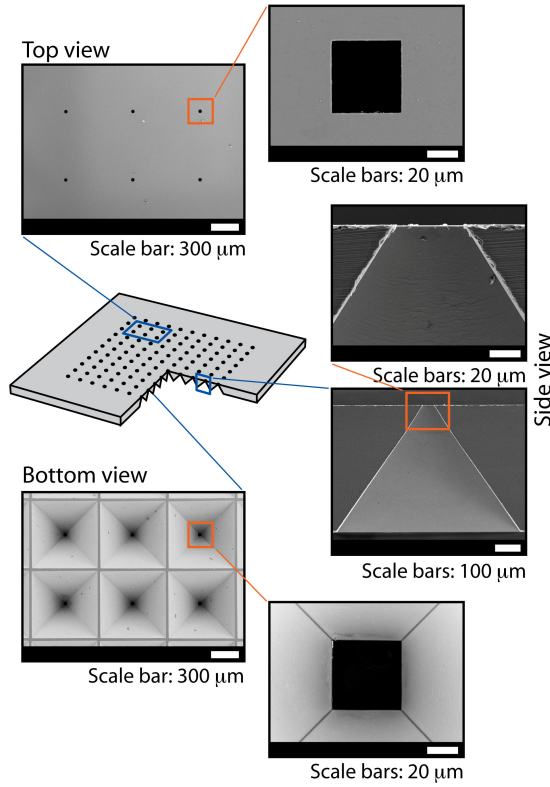 Top view
Scale bars: 20 μm
Scale bar: 300 μm
Scale bars: 20 μm
Side view
Bottom view
Scale bars: 100 μm
Scale bar: 300 μm
Scale bars: 20 μm